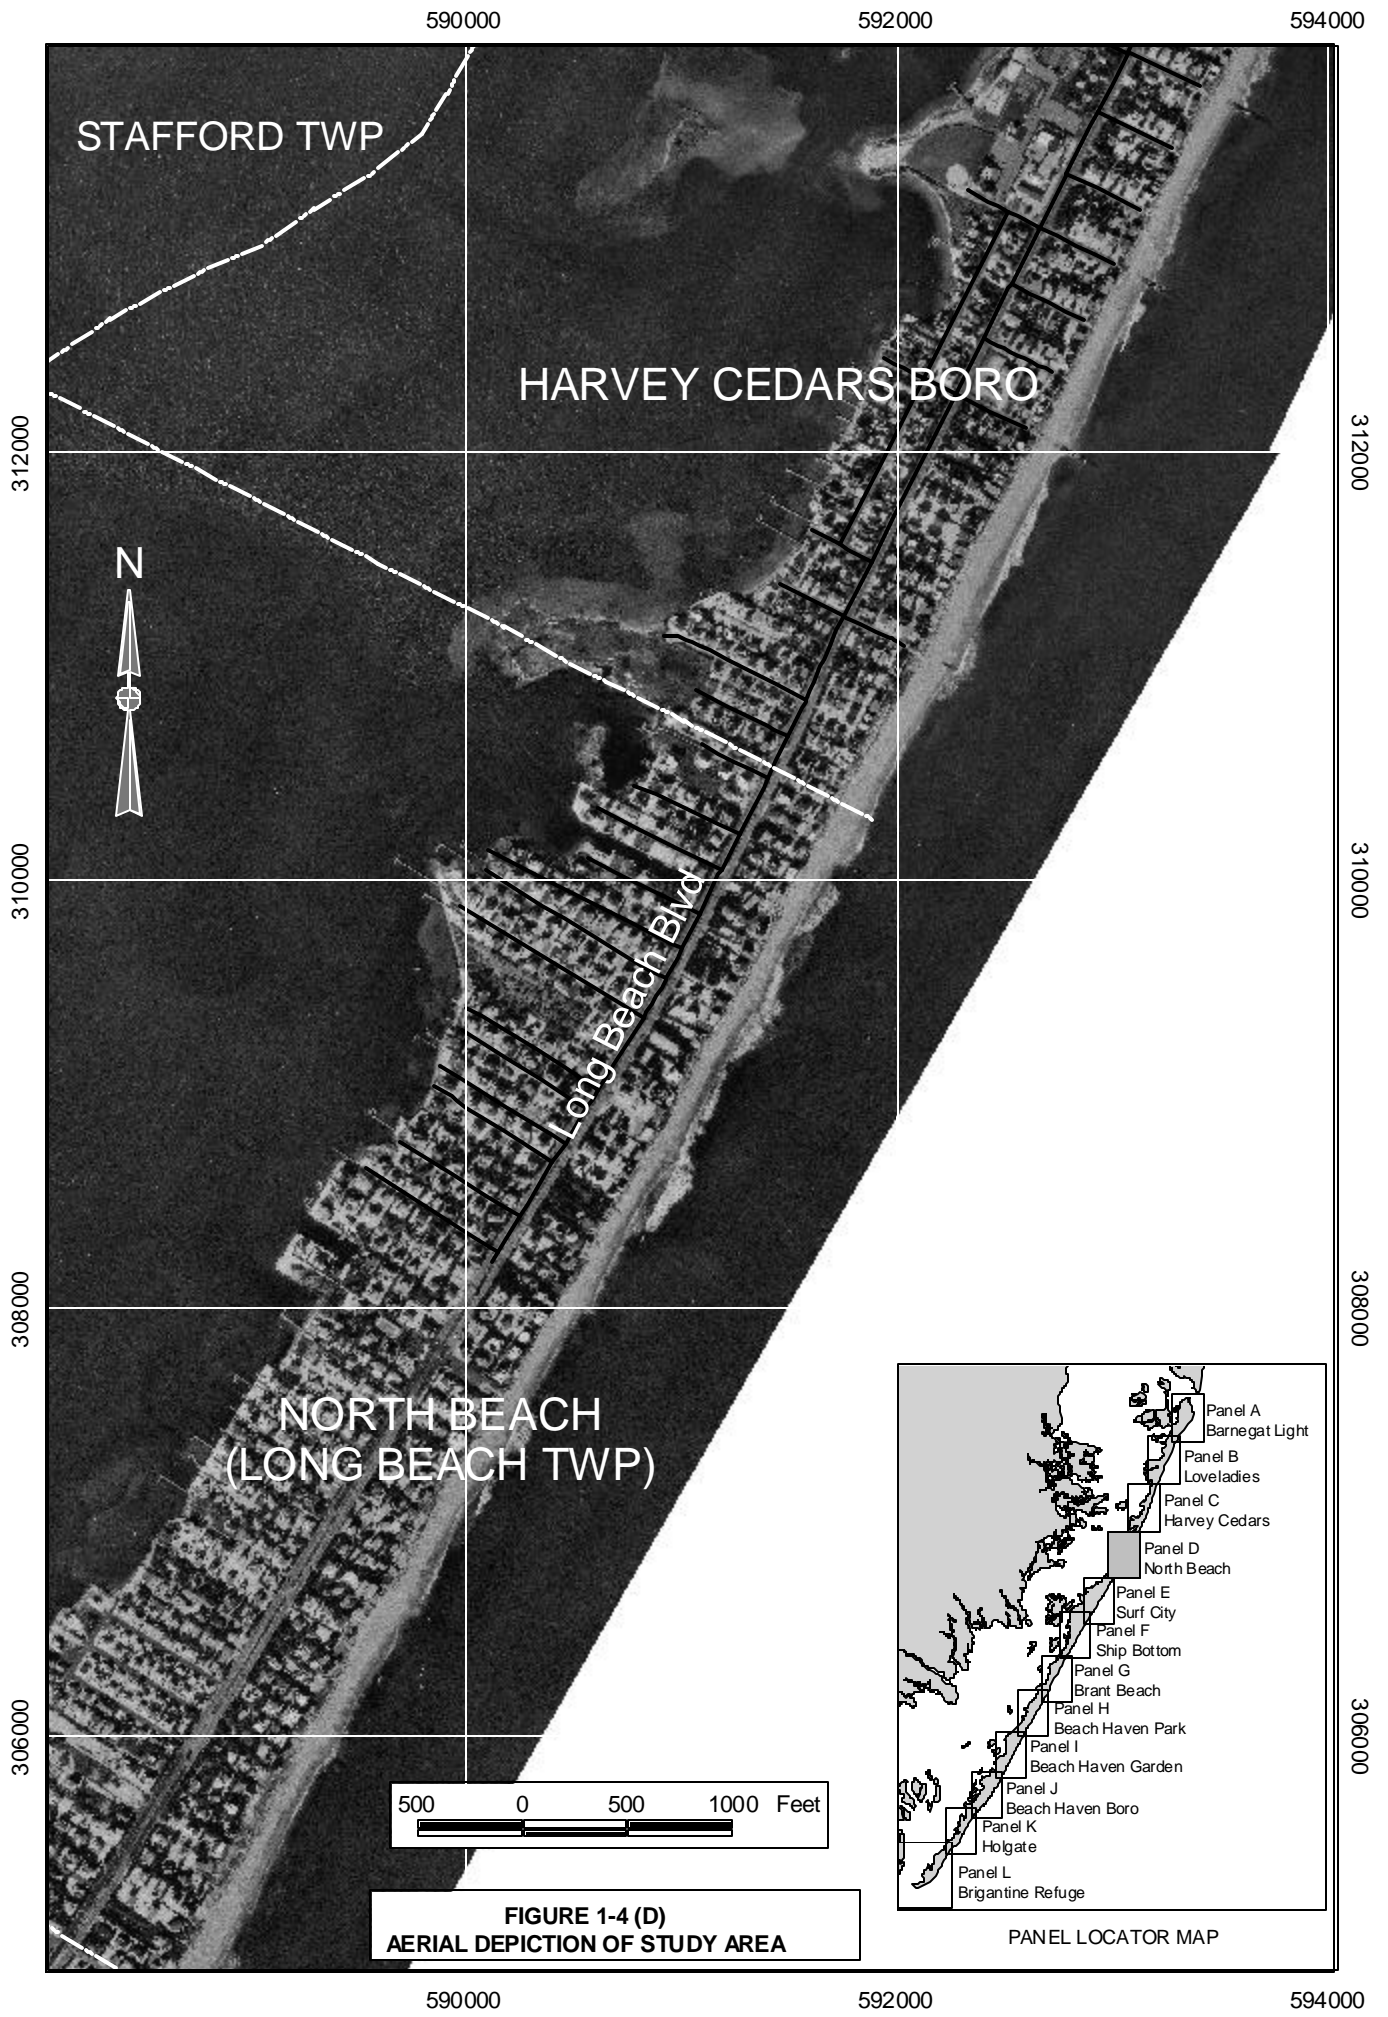 590000
592000
594000
STAFFORD TWP
HARVEY CEDARS BORO
312000
312000
N
310000
310000
Long Beach Blvd
308000
308000
NORTH BEACH
(LONG BEACH TWP)
306000
306000
Panel A
Barnegat Light
Panel B
Loveladies
Panel C
Harvey Cedars
Panel D
North Beach
Panel E
Surf City
Panel F
Ship Bottom
Panel G
Brant Beach
Panel H
Beach Haven Park
Panel I
Beach Haven Garden
Panel J
Beach Haven Boro
Panel K
Holgate
Panel L
Brigantine Refuge
PANEL LOCATOR MAP
500 0 500 1000 Feet
FIGURE 1-4 (D)
AERIAL DEPICTION OF STUDY AREA
590000
592000
594000